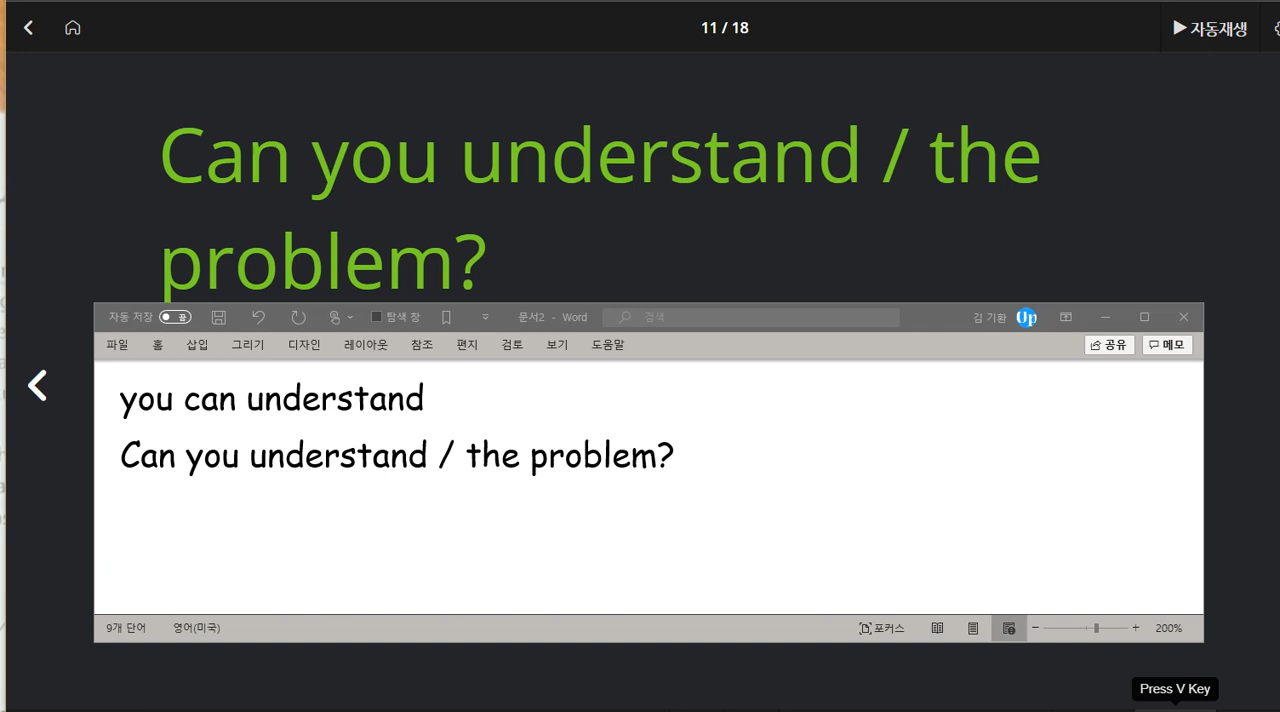 11 / 18
▶ 자동재생
Can you understand / the
problem?
자동 저장 끔 탐색 창 문서2 - Word 검색 김 기환 Up
파일 홈 삽입 그리기 디자인 레이아웃 참조 편지 검토 보기 도움말 공유 메모
you can understand
Can you understand / the problem?
9개 단어 영어(미국) 포커스 - + 200%
Press V Key